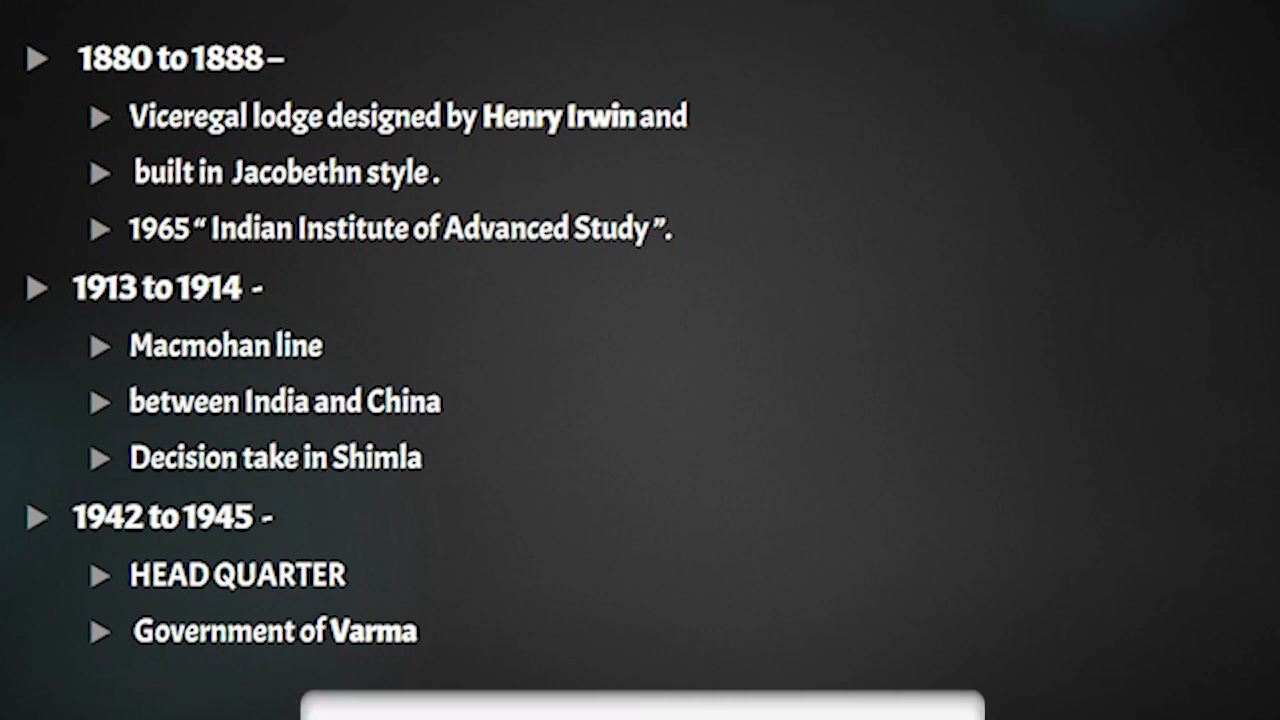 1880 to 1888 –
Viceregal lodge designed by Henry Irwin and
built in Jacobethn style .
1965 “ Indian Institute of Advanced Study ”.
1913 to 1914 -
Macmohan line
between India and China
Decision take in Shimla
1942 to 1945 -
HEAD QUARTER
Government of Varma